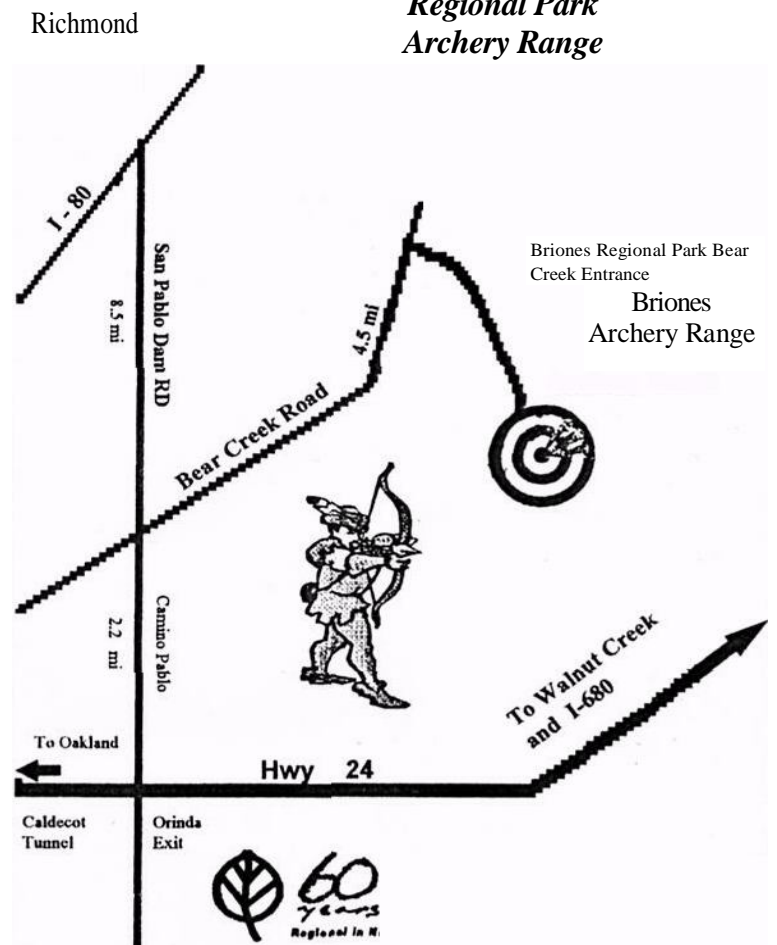 Regional Park
Richmond
Archery Range
I - 80
San Pablo Dam RD
8.5 mi
4.5 mi
Briones Regional Park Bear
Creek Entrance
Briones
Archery Range
Bear Creek Road
Camino Pablo
2.2 mi
To Walnut Creek
and I-680
To Oakland
Hwy 24
Caldecot
Tunnel
Orinda
Exit
60
years
Regional in